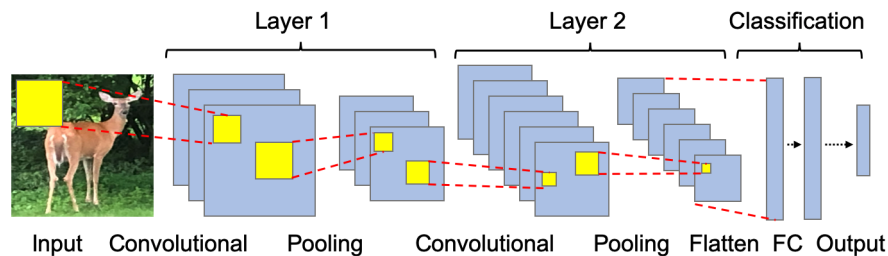 Layer 1 Layer 2 Classification
Input Convolutional Pooling Convolutional Pooling Flatten FC Output